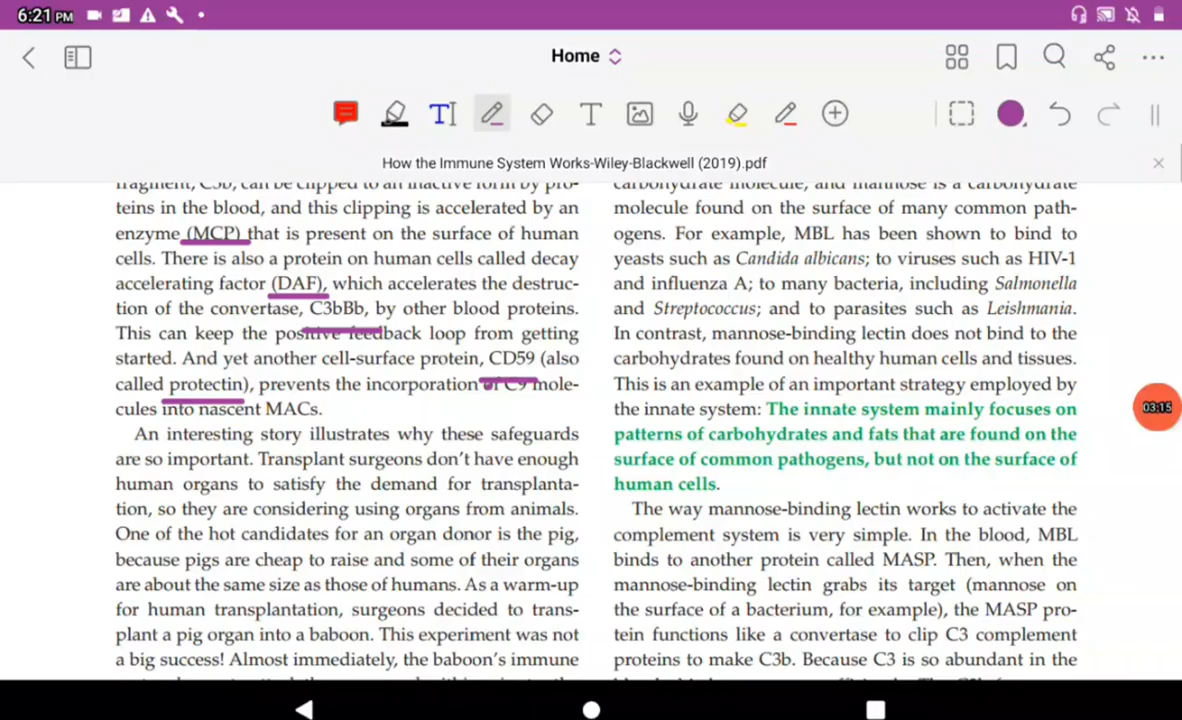 6:21 PM
Home
How the Immune System Works-Wiley-Blackwell (2019).pdf
fragment, C3b, can be clipped to an inactive form by pro-
teins in the blood, and this clipping is accelerated by an
enzyme (MCP) that is present on the surface of human
cells. There is also a protein on human cells called decay
accelerating factor (DAF), which accelerates the destruc-
tion of the convertase, C3bBb, by other blood proteins.
This can keep the positive feedback loop from getting
started. And yet another cell-surface protein, CD59 (also
called protectin), prevents the incorporation of C9 mole-
cules into nascent MACs.
An interesting story illustrates why these safeguards
are so important. Transplant surgeons don't have enough
human organs to satisfy the demand for transplanta-
tion, so they are considering using organs from animals.
One of the hot candidates for an organ donor is the pig,
because pigs are cheap to raise and some of their organs
are about the same size as those of humans. As a warm-up
for human transplantation, surgeons decided to trans-
plant a pig organ into a baboon. This experiment was not
a big success! Almost immediately, the baboon's immune
carbohydrate molecule, and mannose is a carbohydrate
molecule found on the surface of many common path-
ogens. For example, MBL has been shown to bind to
yeasts such as Candida albicans; to viruses such as HIV-1
and influenza A; to many bacteria, including Salmonella
and Streptococcus; and to parasites such as Leishmania.
In contrast, mannose-binding lectin does not bind to the
carbohydrates found on healthy human cells and tissues.
This is an example of an important strategy employed by
the innate system: The innate system mainly focuses on
patterns of carbohydrates and fats that are found on the
surface of common pathogens, but not on the surface of
human cells.
The way mannose-binding lectin works to activate the
complement system is very simple. In the blood, MBL
binds to another protein called MASP. Then, when the
mannose-binding lectin grabs its target (mannose on
the surface of a bacterium, for example), the MASP pro-
tein functions like a convertase to clip C3 complement
proteins to make C3b. Because C3 is so abundant in the
03:15